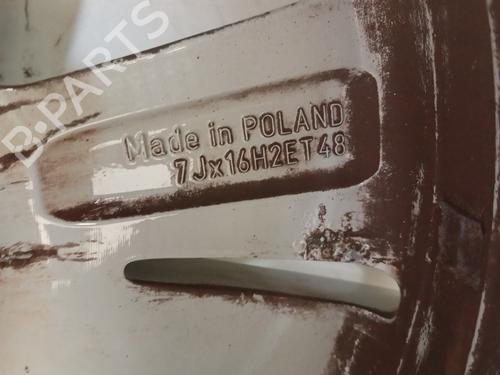 B-PARTS
Made in POLAND
7Jx16H2ET48